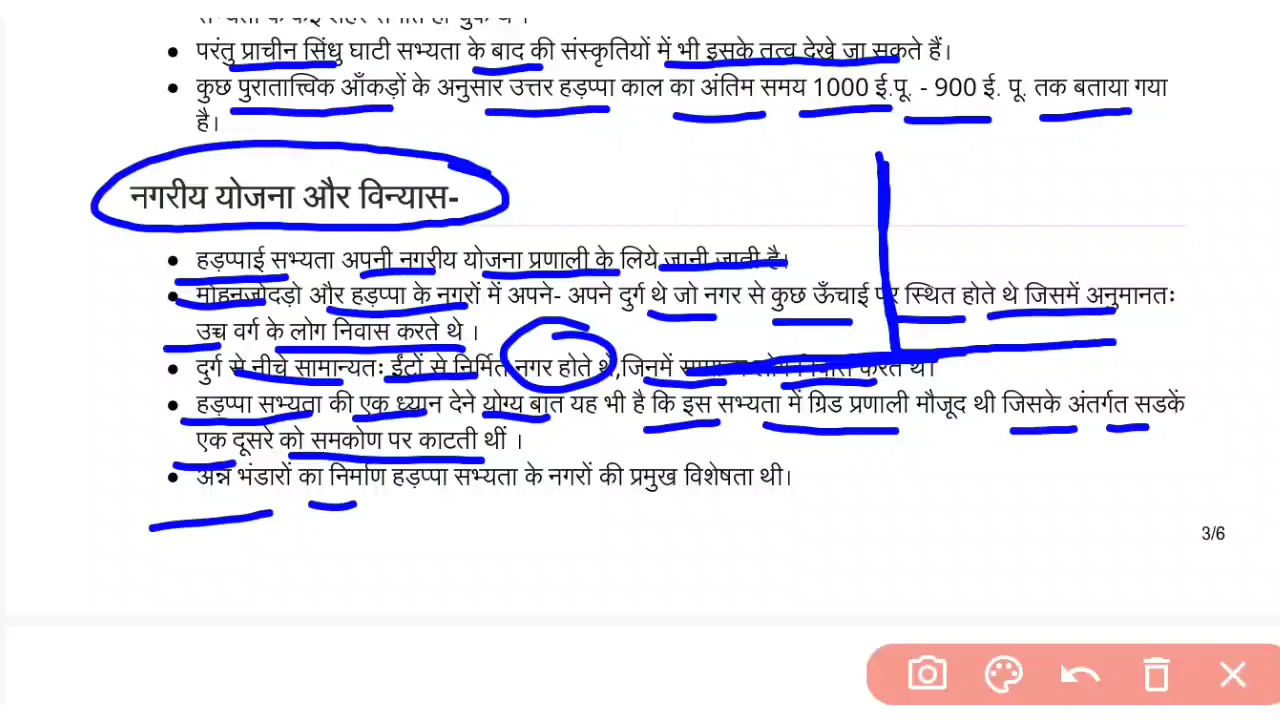 परंतु प्राचीन सिंधु घाटी सभ्यता के बाद की संस्कृतियों में भी इसके तत्व देखे जा सकते हैं।
कुछ पुरातात्त्विक आँकड़ों के अनुसार उत्तर हड़प्पा काल का अंतिम समय 1000 ई.पू. - 900 ई. पू. तक बताया गया
है।
नगरीय योजना और विन्यास-
हड़प्पाई सभ्यता अपनी नगरीय योजना प्रणाली के लिये जानी जाती है।
मोहनजोदड़ो और हड़प्पा के नगरों में अपने- अपने दुर्ग थे जो नगर से कुछ ऊँचाई पर स्थित होते थे जिसमें अनुमानतः
उच्च वर्ग के लोग निवास करते थे ।
दुर्ग से नीचे सामान्यतः ईंटों से निर्मित नगर होते थे,जिनमें सामान्य लोग निवास करते थे।
हड़प्पा सभ्यता की एक ध्यान देने योग्य बात यह भी है कि इस सभ्यता में ग्रिड प्रणाली मौजूद थी जिसके अंतर्गत सडकें
एक दूसरे को समकोण पर काटती थीं ।
अन्न भंडारों का निर्माण हड़प्पा सभ्यता के नगरों की प्रमुख विशेषता थी।
3/6